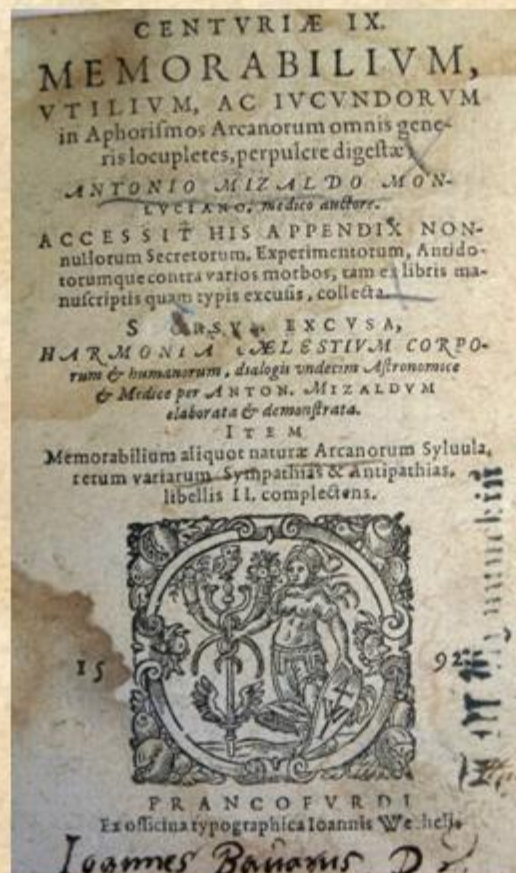 CENTVRIÆ IX.
MEMORABILIVM,
VTILIVM, AC IVCVNDORVM
in Aphoriſmos Arcanorum omnis gene-
ris locupletes, perpulcre digeſtæ,
ANTONIO MIZALDO MON-
LVCIANO, medico auctore.
ACCESSIT HIS APPENDIX NON-
nullorum Secretorum, Experimentorum, Antido-
torumque contra varios morbos, tam ex libris ma-
nuſcriptis quam typis excuſis, collecta.
EXCVSA,
HARMONIA CÆLESTIVM CORPO-
rum & humanorum, dialogis vndecim Aſtronomice
& Medice per ANTON. MIZALDVM
elaborata & demonſtrata.
ITEM
Memorabilium aliquot naturæ Arcanorum Syluula,
rerum variarum Sympathias & Antipathias,
libellis II. complectens.
15 92
FRANCOFVRDI
Ex officina typographica Ioannis Wecheli.
Ioannes